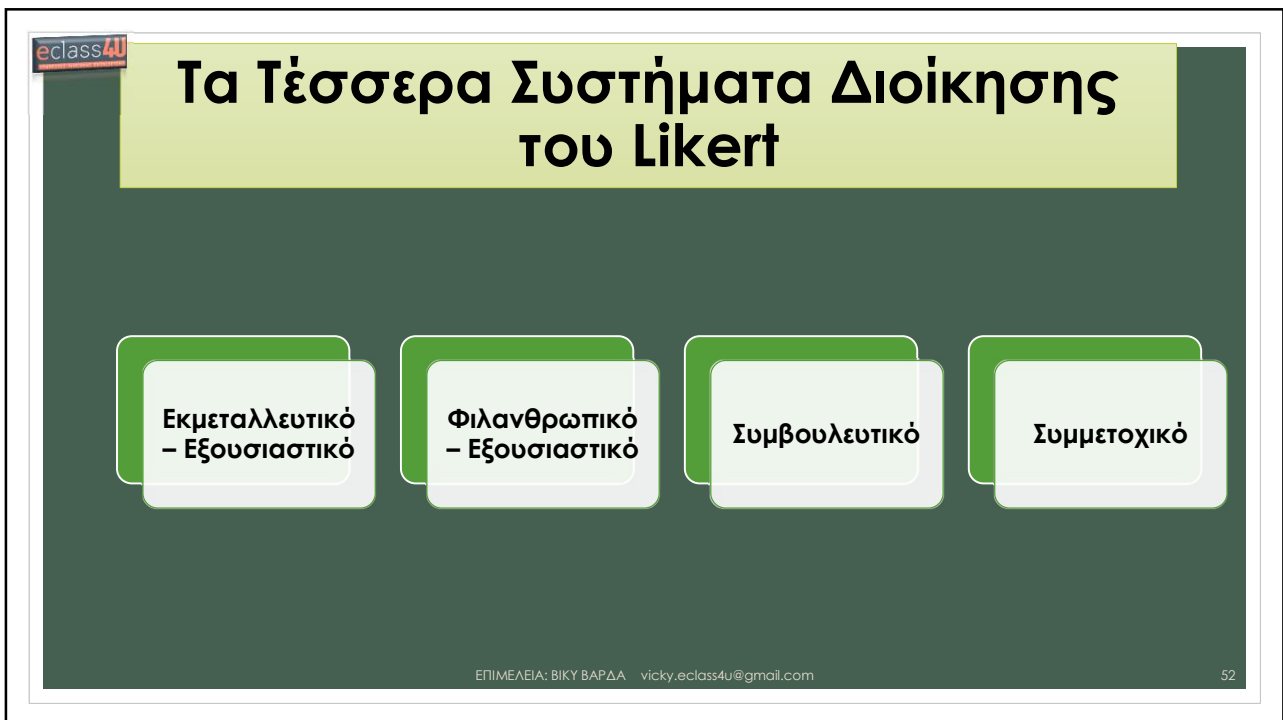 eclass4U
Τα Τέσσερα Συστήματα Διοίκησης
του Likert
Εκμεταλλευτικό
– Εξουσιαστικό
Φιλανθρωπικό
– Εξουσιαστικό
Συμβουλευτικό
Συμμετοχικό
ΕΠΙΜΕΛΕΙΑ: ΒΙΚΥ ΒΑΡΔΑ vicky.eclass4u@gmail.com
52